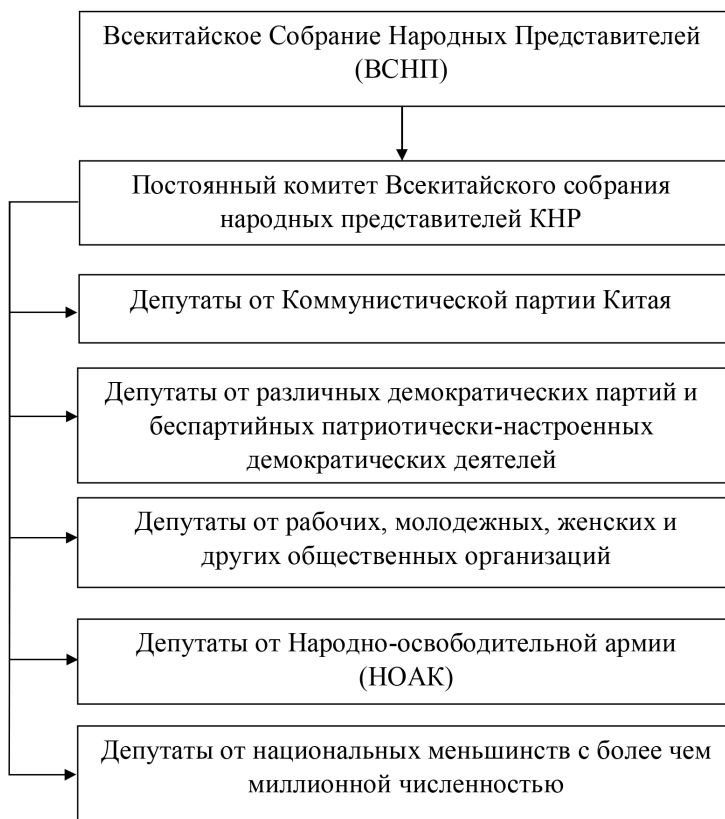 Всекитайское Собрание Народных Представителей
(ВСНП)
Постоянный комитет Всекитайского собрания
народных представителей КНР
Депутаты от Коммунистической партии Китая
Депутаты от различных демократических партий и
беспартийных патриотически-настроенных
демократических деятелей
Депутаты от рабочих, молодежных, женских и
других общественных организаций
Депутаты от Народно-освободительной армии
(НОАК)
Депутаты от национальных меньшинств с более чем
миллионной численностью